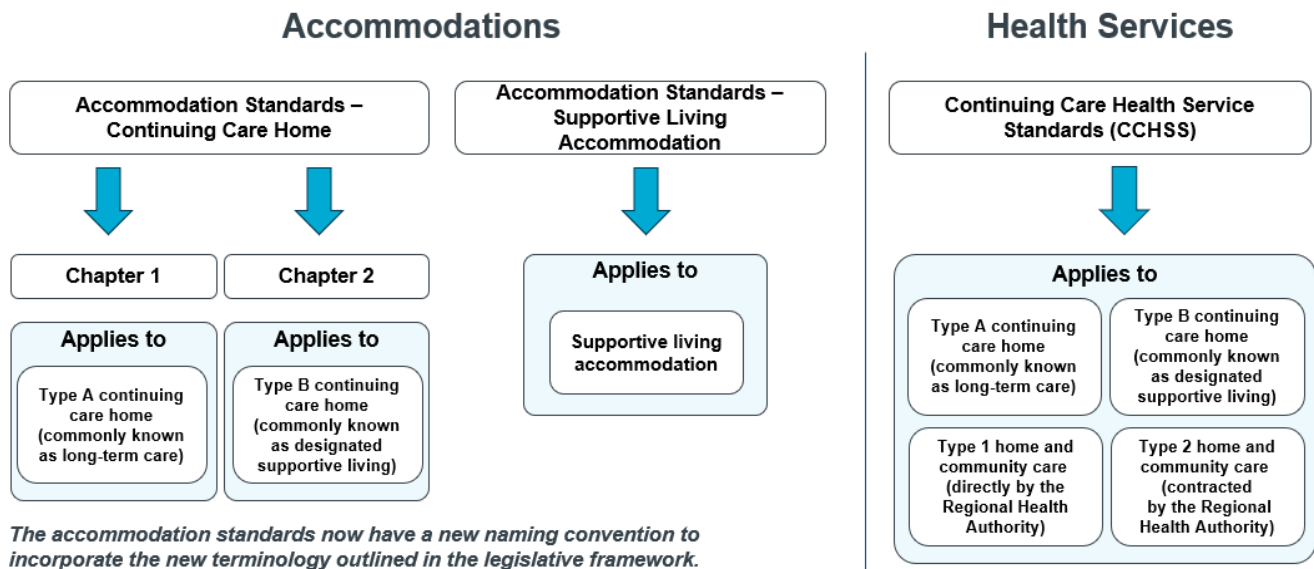 Accommodations
Accommodation Standards –
Continuing Care Home
Accommodation Standards –
Supportive Living
Accommodation
Chapter 1
Chapter 2
Applies to
Type A continuing
care home
(commonly known
as long-term care)
Applies to
Type B continuing
care home
(commonly known
as designated
supportive living)
Applies to
Supportive living
accommodation
The accommodation standards now have a new naming convention to
incorporate the new terminology outlined in the legislative framework.
Health Services
Continuing Care Health Service
Standards (CCHSS)
Applies to
Type A continuing
care home
(commonly known
as long-term care)
Type B continuing
care home
(commonly known
as designated
supportive living)
Type 1 home and
community care
(directly by the
Regional Health
Authority)
Type 2 home and
community care
(contracted
by the Regional
Health Authority)